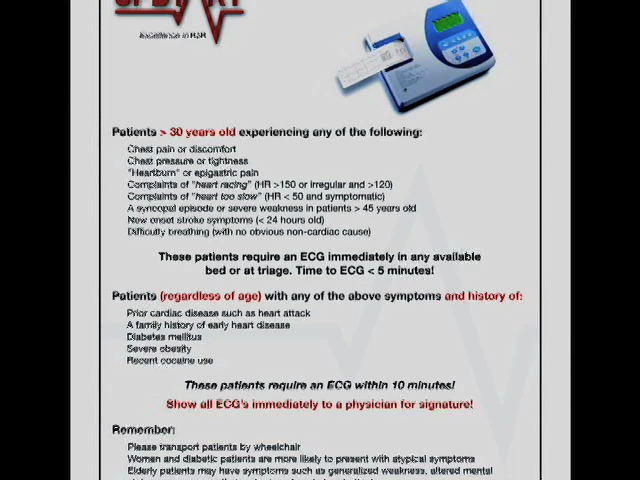 UPSTART
Excellence in R&R
Patients > 30 years old experiencing any of the following:
Chest pain or discomfort
Chest pressure or tightness
"Heartburn" or epigastric pain
Complaints of "heart racing" (HR >150 or irregular and >120)
Complaints of "heart too slow" (HR < 50 and symptomatic)
A syncopal episode or severe weakness in patients > 45 years old
New onset stroke symptoms (< 24 hours old)
Difficulty breathing (with no obvious non-cardiac cause)
These patients require an ECG immediately in any available
bed or at triage. Time to ECG < 5 minutes!
Patients (regardless of age) with any of the above symptoms and history of:
Prior cardiac disease such as heart attack
A family history of early heart disease
Diabetes mellitus
Severe obesity
Recent cocaine use
These patients require an ECG within 10 minutes!
Show all ECG's immediately to a physician for signature!
Remember:
Please transport patients by wheelchair
Women and diabetic patients are more likely to present with atypical symptoms
Elderly patients may have symptoms such as generalized weakness, altered mental